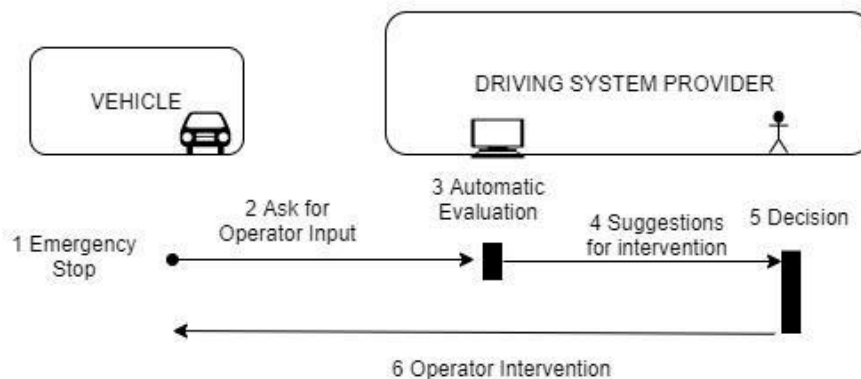 VEHICLE
DRIVING SYSTEM PROVIDER
1 Emergency
Stop
2 Ask for
Operator Input
3 Automatic
Evaluation
4 Suggestions
for intervention
5 Decision
6 Operator Intervention